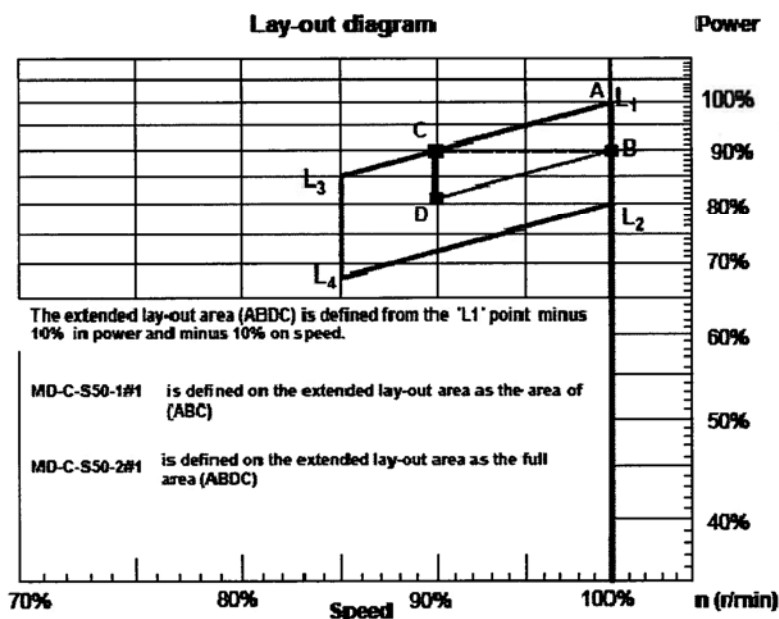 Lay-out diagram
Power
A
L1
100%
C
B
90%
L3
D
80%
L2
L4
70%
The extended lay-out area (ABDC) is defined from the "L1" point minus
10% in power and minus 10% on speed.
60%
MD-C-S50-1#1 is defined on the extended lay-out area as the area of
(ABC)
50%
MD-C-S50-2#1 is defined on the extended lay-out area as the full
area (ABDC)
40%
70% 80% 90% 100% n (r/min)
Speed